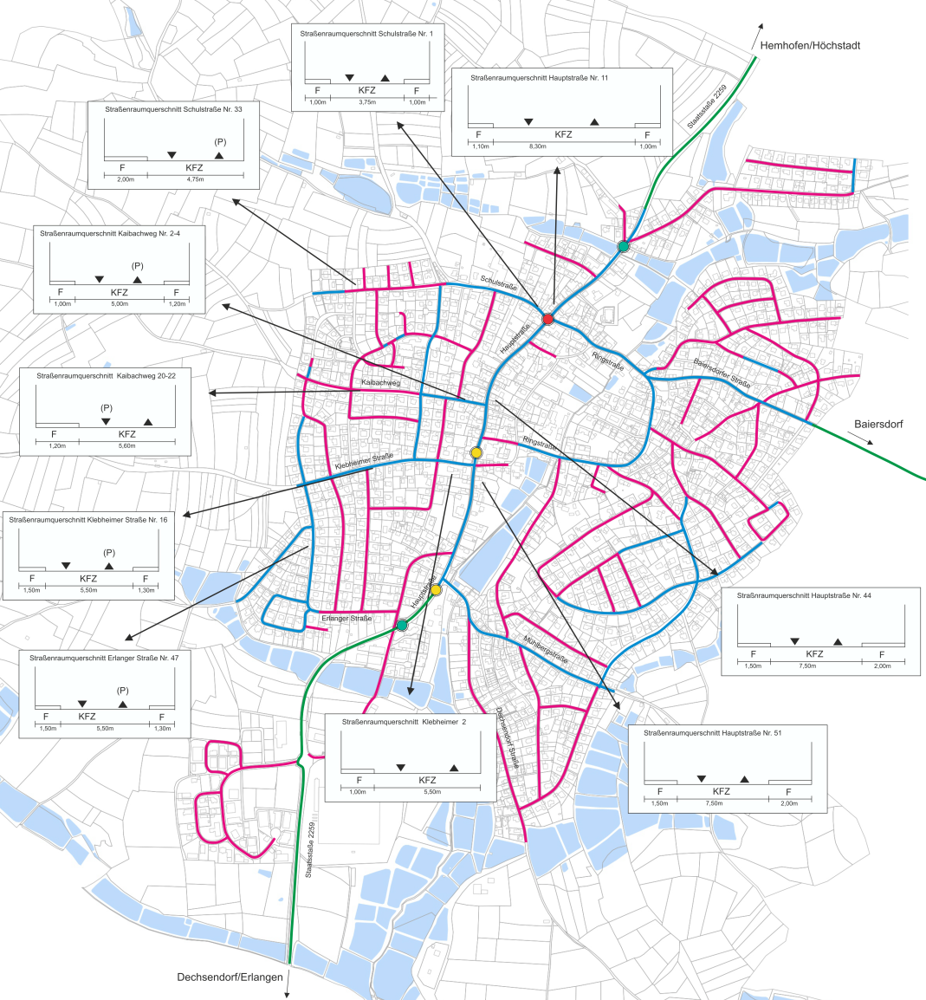 Straßenraumquerschnitt Schulstraße Nr. 1
F KFZ F
1,00m 3,75m 1,00m
Hemhofen/Höchstadt
Staatsstaße 2259
Straßenraumquerschnitt Hauptstraße Nr. 11
F KFZ F
1,10m 8,30m 1,00m
Straßenraumquerschnitt Schulstraße Nr. 33
(P)
F KFZ
2,00m 4,75m
Straßenraumquerschnitt Kaibachweg Nr. 2-4
(P)
F KFZ F
1,00m 5,00m 1,20m
Schulstraße
Hauptstraße
Ringstraße
Baiersdorfer Straße
Straßenraumquerschnitt Kaibachweg 20-22
(P)
F KFZ
1,20m 5,60m
Kaibachweg
Baiersdorf
Ringstraße
Klebheimer Straße
Straßenraumquerschnitt Klebheimer Straße Nr. 16
(P)
F KFZ F
1,50m 5,50m 1,30m
Hauptstraße
Erlanger Straße
Straßnraumquerschnitt Hauptstraße Nr. 44
F KFZ F
1,50m 7,50m 2,00m
Mühlbergstraße
Straßenraumquerschnitt Erlanger Straße Nr. 47
(P)
F KFZ F
1,50m 5,50m 1,30m
Straßenraumquerschnitt Klebheimer 2
F KFZ
1,00m 5,50m
Dechsendorf Straße
Straßnraumquerschnitt Hauptstraße Nr. 51
F KFZ F
1,50m 7,50m 2,00m
Staatsstaße 2259
Dechsendorf/Erlangen